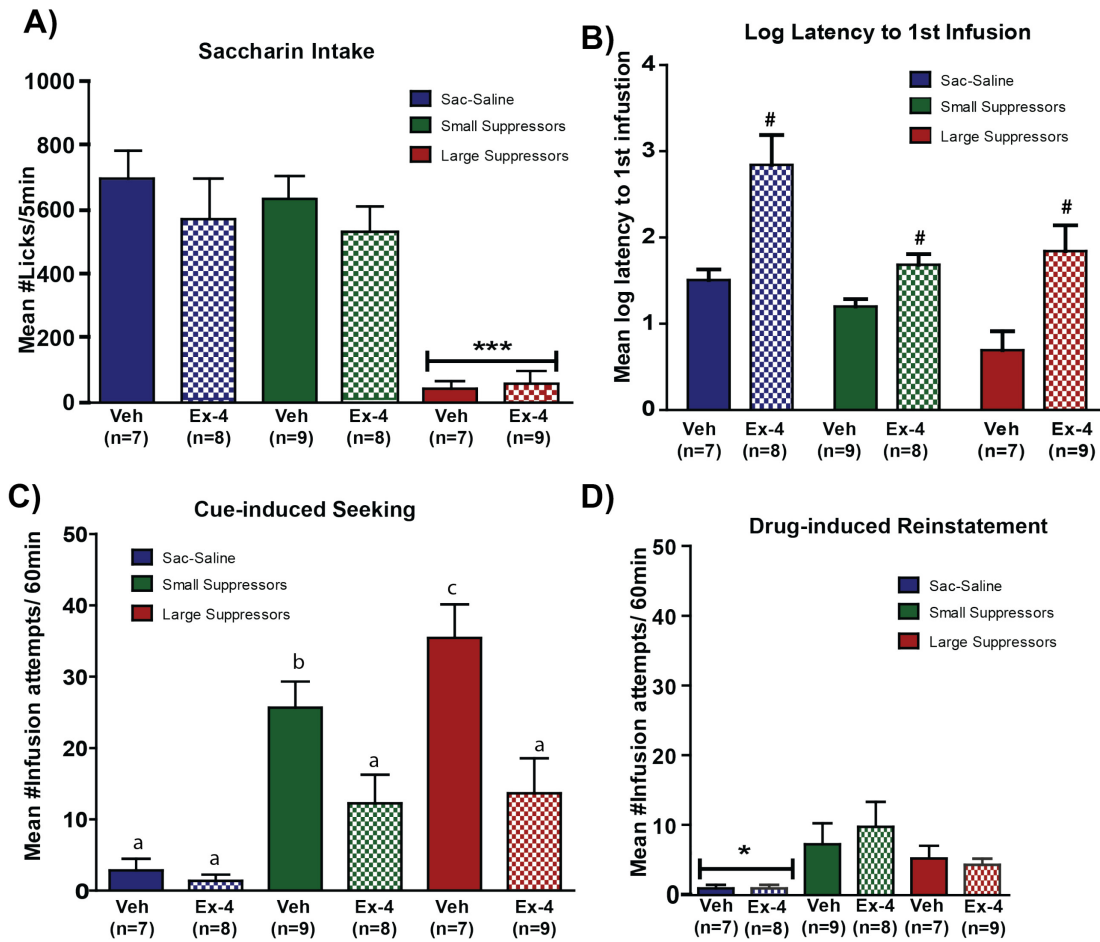 A)
Saccharin Intake
Mean #Licks/5min
1000
800
600
400
200
0
Sac-Saline
Small Suppressors
Large Suppressors
***
Veh Ex-4 Veh Ex-4 Veh Ex-4
(n=7) (n=8) (n=9) (n=8) (n=7) (n=9)
B)
Log Latency to 1st Infusion
Mean log latency to 1st infustion
4
3
2
1
0
Sac-Saline
Small Suppressors
Large Suppressors
# # #
Veh Ex-4 Veh Ex-4 Veh Ex-4
(n=7) (n=8) (n=9) (n=8) (n=7) (n=9)
C)
Cue-induced Seeking
Mean #Infusion attempts/ 60min
50
40
30
20
10
0
Sac-Saline
Small Suppressors
Large Suppressors
a a b a c a
Veh Ex-4 Veh Ex-4 Veh Ex-4
(n=7) (n=8) (n=9) (n=8) (n=7) (n=9)
D)
Drug-induced Reinstatement
Mean #Infusion attempts/ 60min
50
40
30
20
10
0
Sac-Saline
Small Suppressors
Large Suppressors
*
Veh Ex-4 Veh Ex-4 Veh Ex-4
(n=7) (n=8) (n=9) (n=8) (n=7) (n=9)